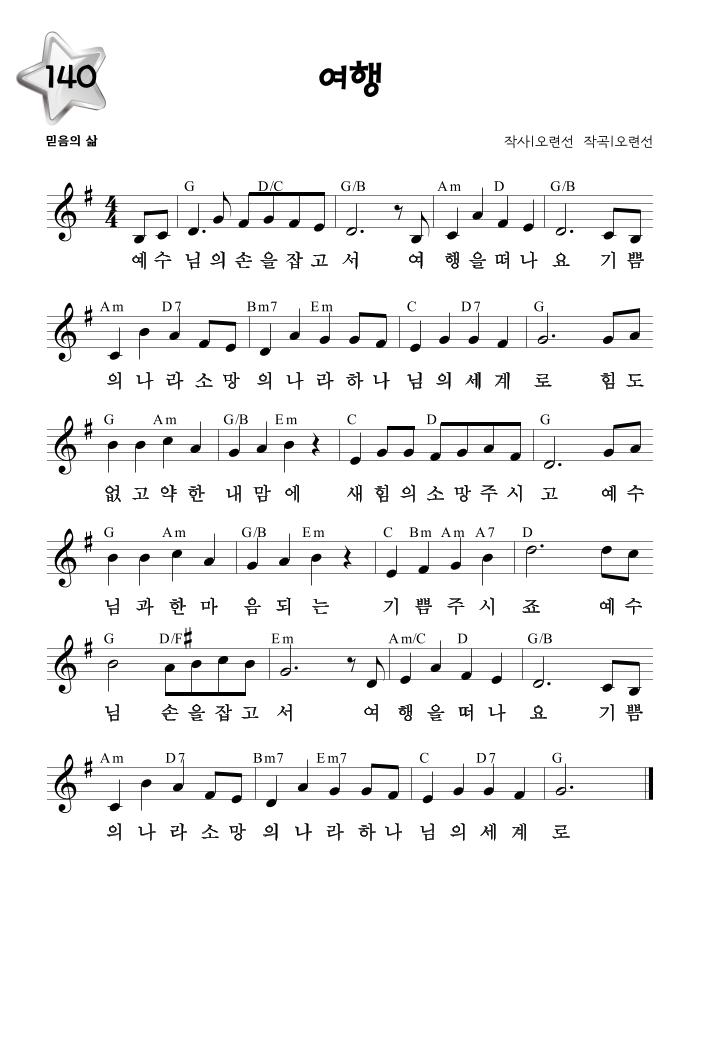 140
여행
믿음의 삶
작사|오련선 작곡|오련선
G D/C G/B Am D G/B
예수 님의손을잡고 서 여 행을떠나 요 기쁨
Am D7 Bm7 Em C D7 G
의나라소망 의나라하나 님의세계 로 힘도
G Am G/B Em C D G
없고약한 내맘에 새힘의소망주시 고 예수
G Am G/B Em C Bm Am A7 D
님과한마 음되는 기쁨주시 죠 예수
G D/F# Em Am/C D G/B
님 손을잡고 서 여 행을떠나 요 기쁨
Am D7 Bm7 Em7 C D7 G
의나라소망 의나라하나 님의세계 로